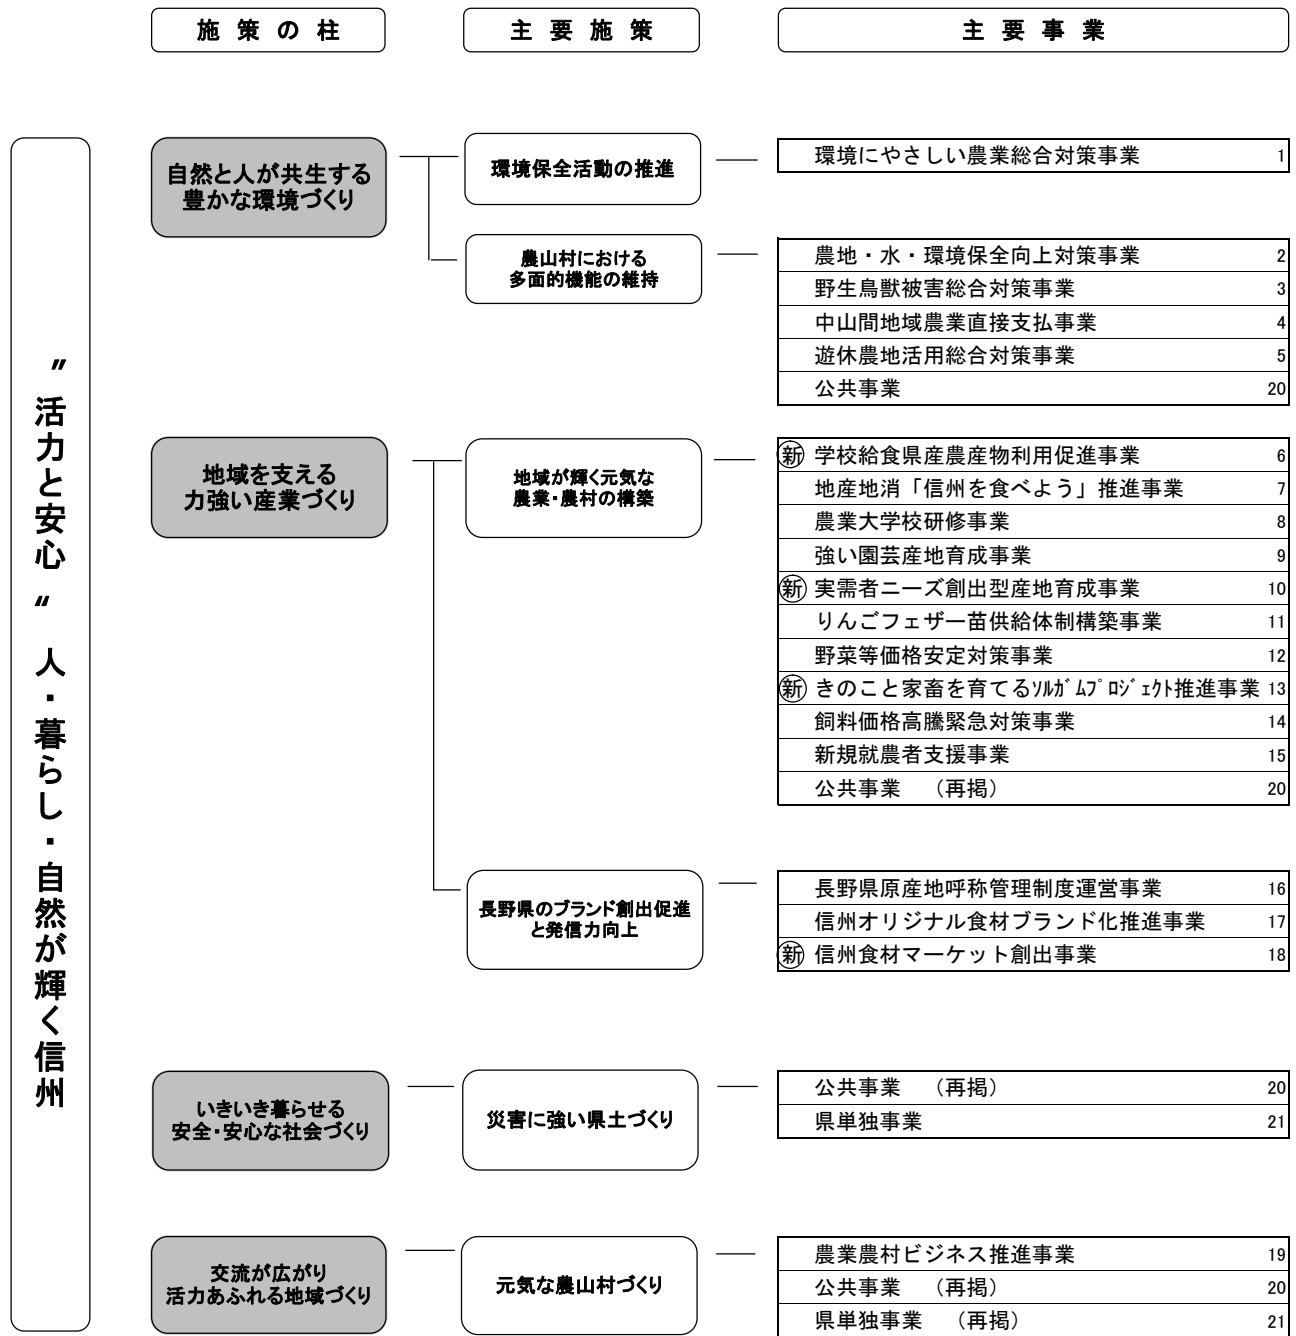 施策の柱
主要施策
主要事業
〃活力と安心〃人・暮らし・自然が輝く信州
自然と人が共生する
豊かな環境づくり
環境保全活動の推進
環境にやさしい農業総合対策事業 1
農山村における
多面的機能の維持
農地・水・環境保全向上対策事業 2
野生鳥獣被害総合対策事業 3
中山間地域農業直接支払事業 4
遊休農地活用総合対策事業 5
公共事業 20
地域を支える
力強い産業づくり
地域が輝く元気な
農業・農村の構築
新 学校給食県産農産物利用促進事業 6
地産地消「信州を食べよう」推進事業 7
農業大学校研修事業 8
強い園芸産地育成事業 9
新 実需者ニーズ創出型産地育成事業 10
りんごフェザー苗供給体制構築事業 11
野菜等価格安定対策事業 12
新 きのこと家畜を育てるｿﾙｶﾞﾑﾌﾟﾛｼﾞｪｸﾄ推進事業 13
飼料価格高騰緊急対策事業 14
新規就農者支援事業 15
公共事業 （再掲） 20
長野県のブランド創出促進
と発信力向上
長野県原産地呼称管理制度運営事業 16
信州オリジナル食材ブランド化推進事業 17
新 信州食材マーケット創出事業 18
いきいき暮らせる
安全・安心な社会づくり
災害に強い県土づくり
公共事業 （再掲） 20
県単独事業 21
交流が広がり
活力あふれる地域づくり
元気な農山村づくり
農業農村ビジネス推進事業 19
公共事業 （再掲） 20
県単独事業 （再掲） 21